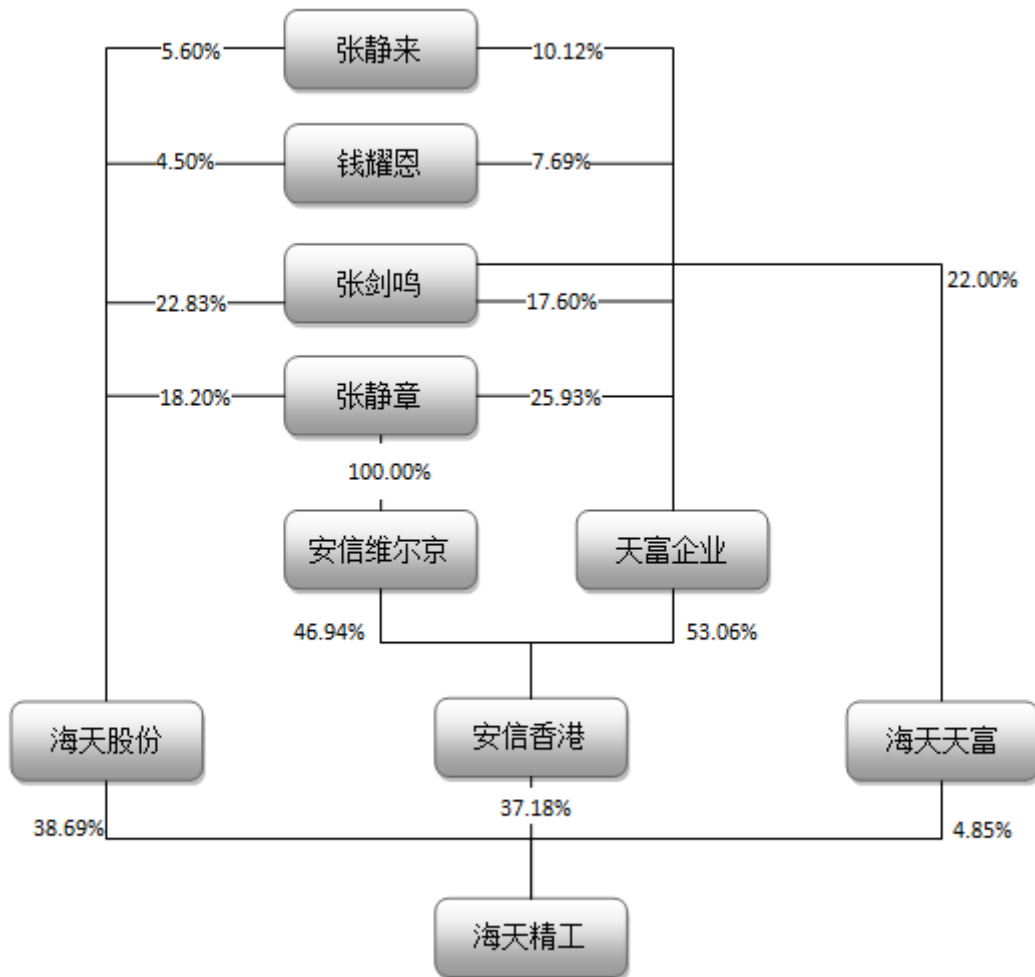 5.60%
张静来
10.12%
4.50%
钱耀恩
7.69%
张剑鸣
22.00%
22.83%
17.60%
18.20%
张静章
25.93%
100.00%
安信维尔京
天富企业
46.94%
53.06%
海天股份
安信香港
海天天富
37.18%
38.69%
4.85%
海天精工